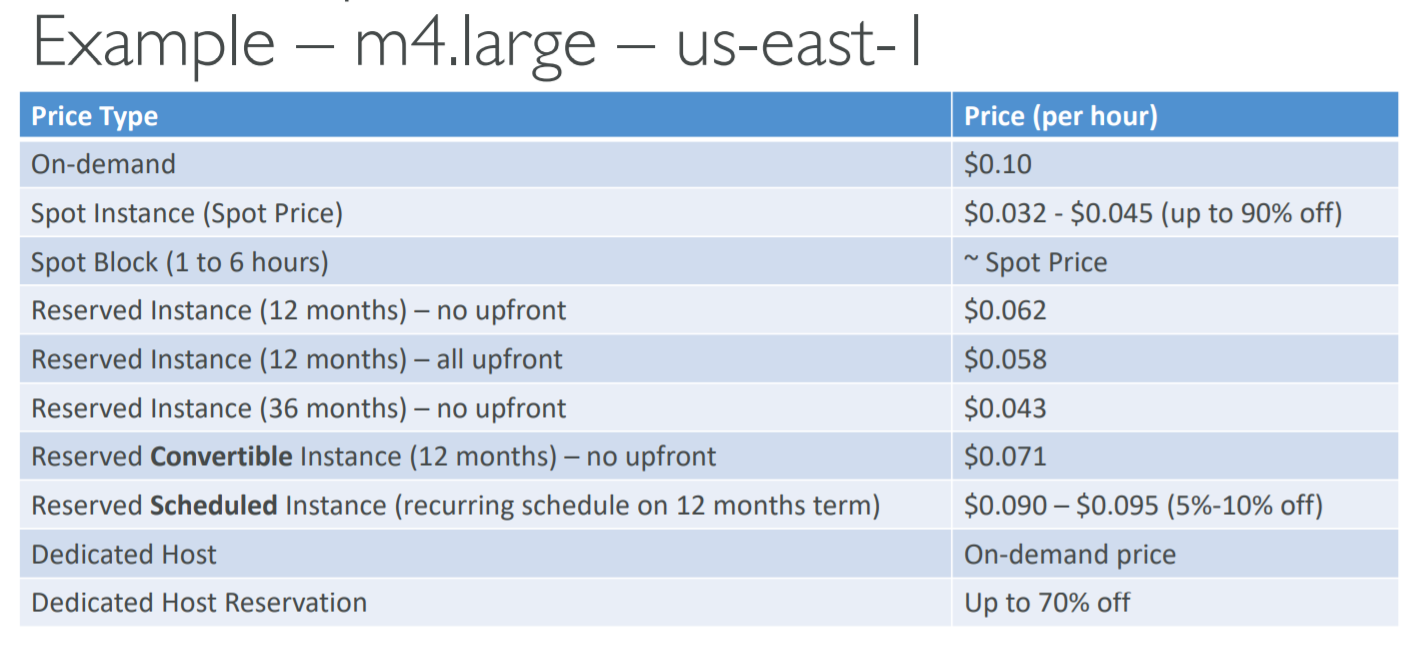 Example – m4.large – us-east-1
Price Type Price (per hour)
On-demand $0.10
Spot Instance (Spot Price) $0.032 - $0.045 (up to 90% off)
Spot Block (1 to 6 hours) ~ Spot Price
Reserved Instance (12 months) – no upfront $0.062
Reserved Instance (12 months) – all upfront $0.058
Reserved Instance (36 months) – no upfront $0.043
Reserved Convertible Instance (12 months) – no upfront $0.071
Reserved Scheduled Instance (recurring schedule on 12 months term) $0.090 – $0.095 (5%-10% off)
Dedicated Host On-demand price
Dedicated Host Reservation Up to 70% off